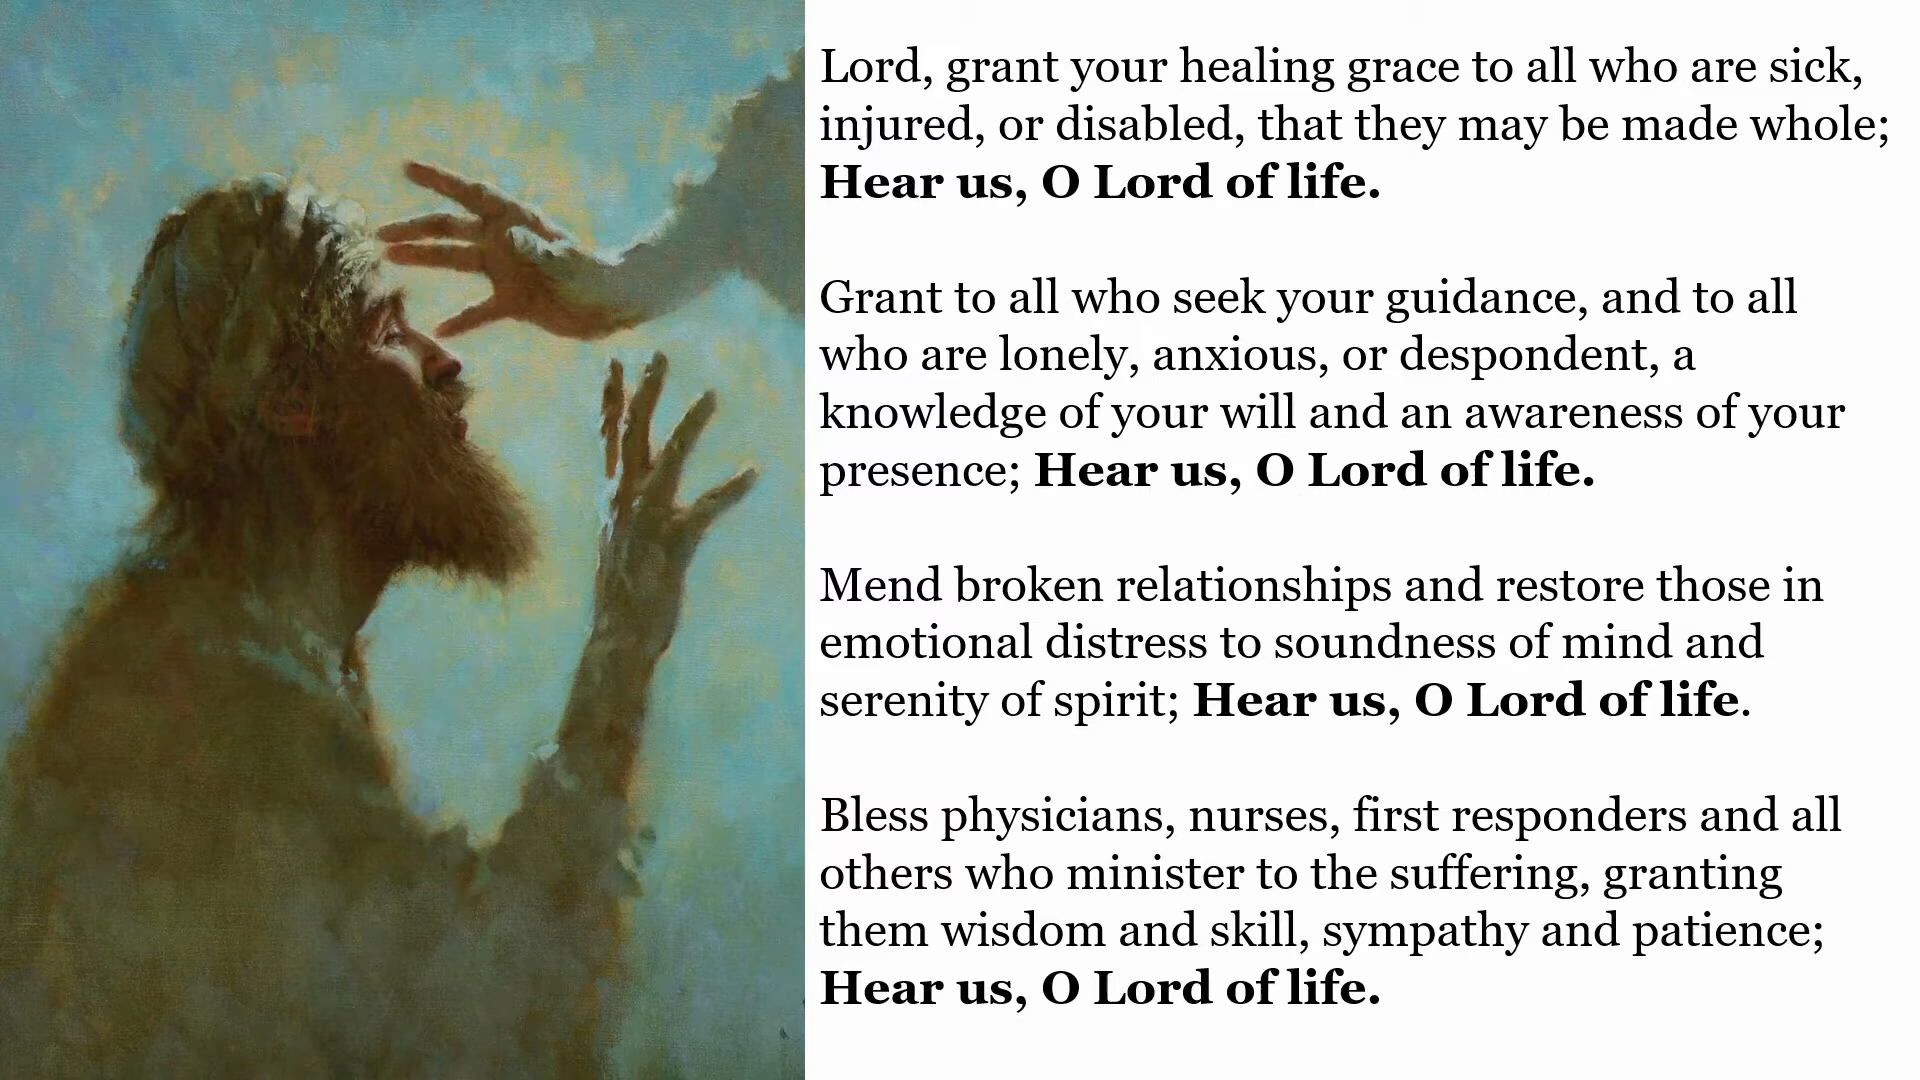 Lord, grant your healing grace to all who are sick,
injured, or disabled, that they may be made whole;
Hear us, O Lord of life.
Grant to all who seek your guidance, and to all
who are lonely, anxious, or despondent, a
knowledge of your will and an awareness of your
presence; Hear us, O Lord of life.
Mend broken relationships and restore those in
emotional distress to soundness of mind and
serenity of spirit; Hear us, O Lord of life.
Bless physicians, nurses, first responders and all
others who minister to the suffering, granting
them wisdom and skill, sympathy and patience;
Hear us, O Lord of life.